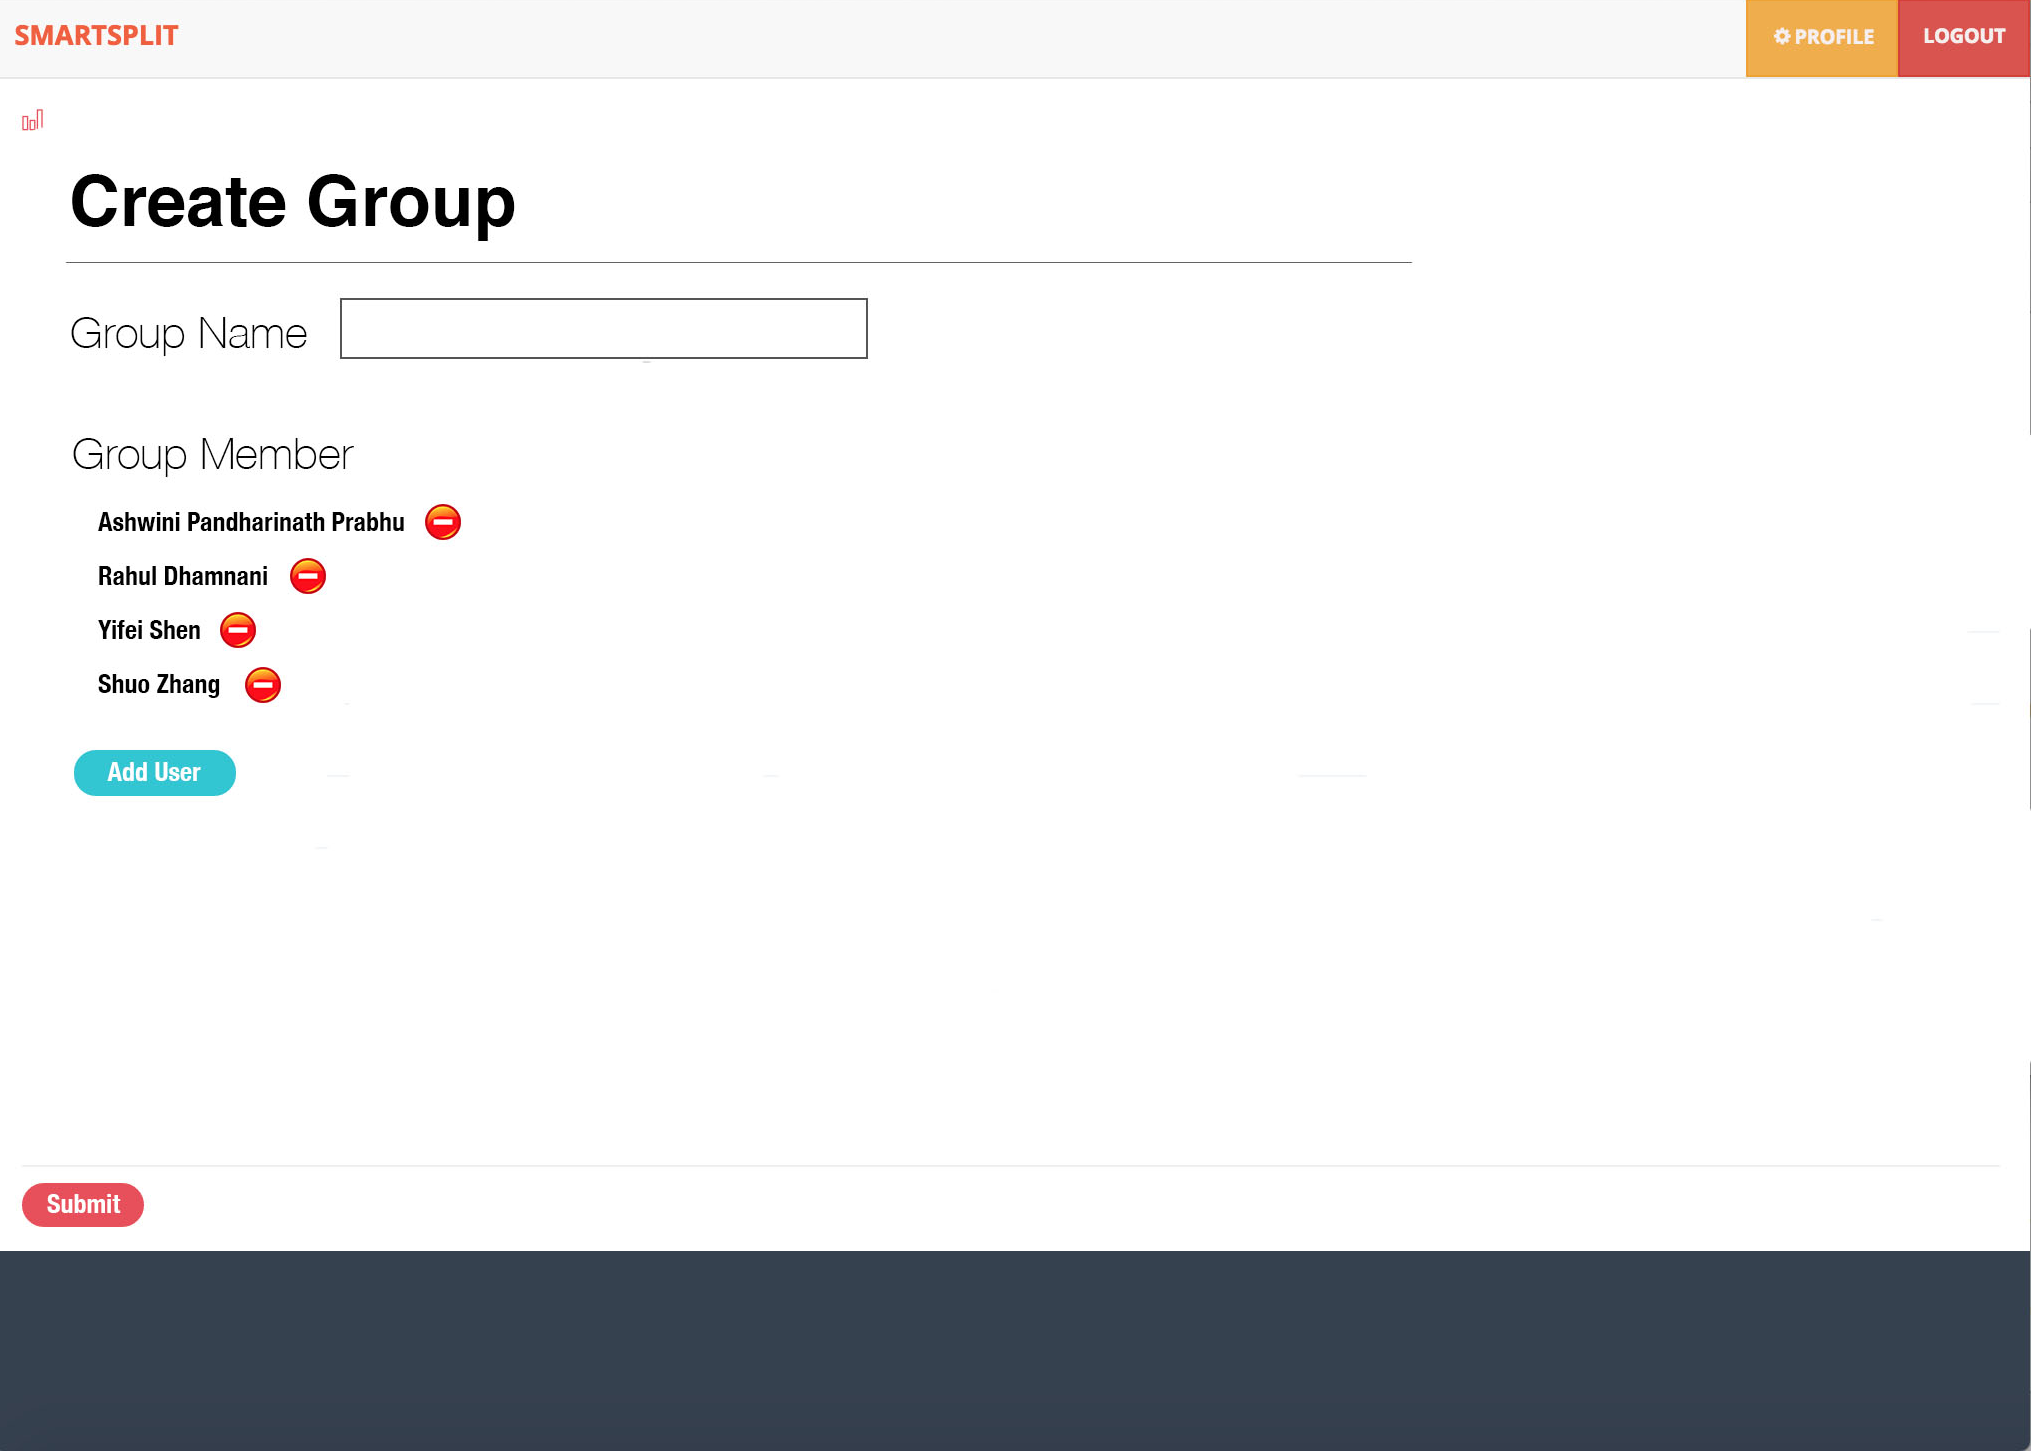 SMARTSPLIT
PROFILE
LOGOUT
Create Group
Group Name
Group Member
Ashwini Pandharinath Prabhu
Rahul Dhamnani
Yifei Shen
Shuo Zhang
Add User
Submit